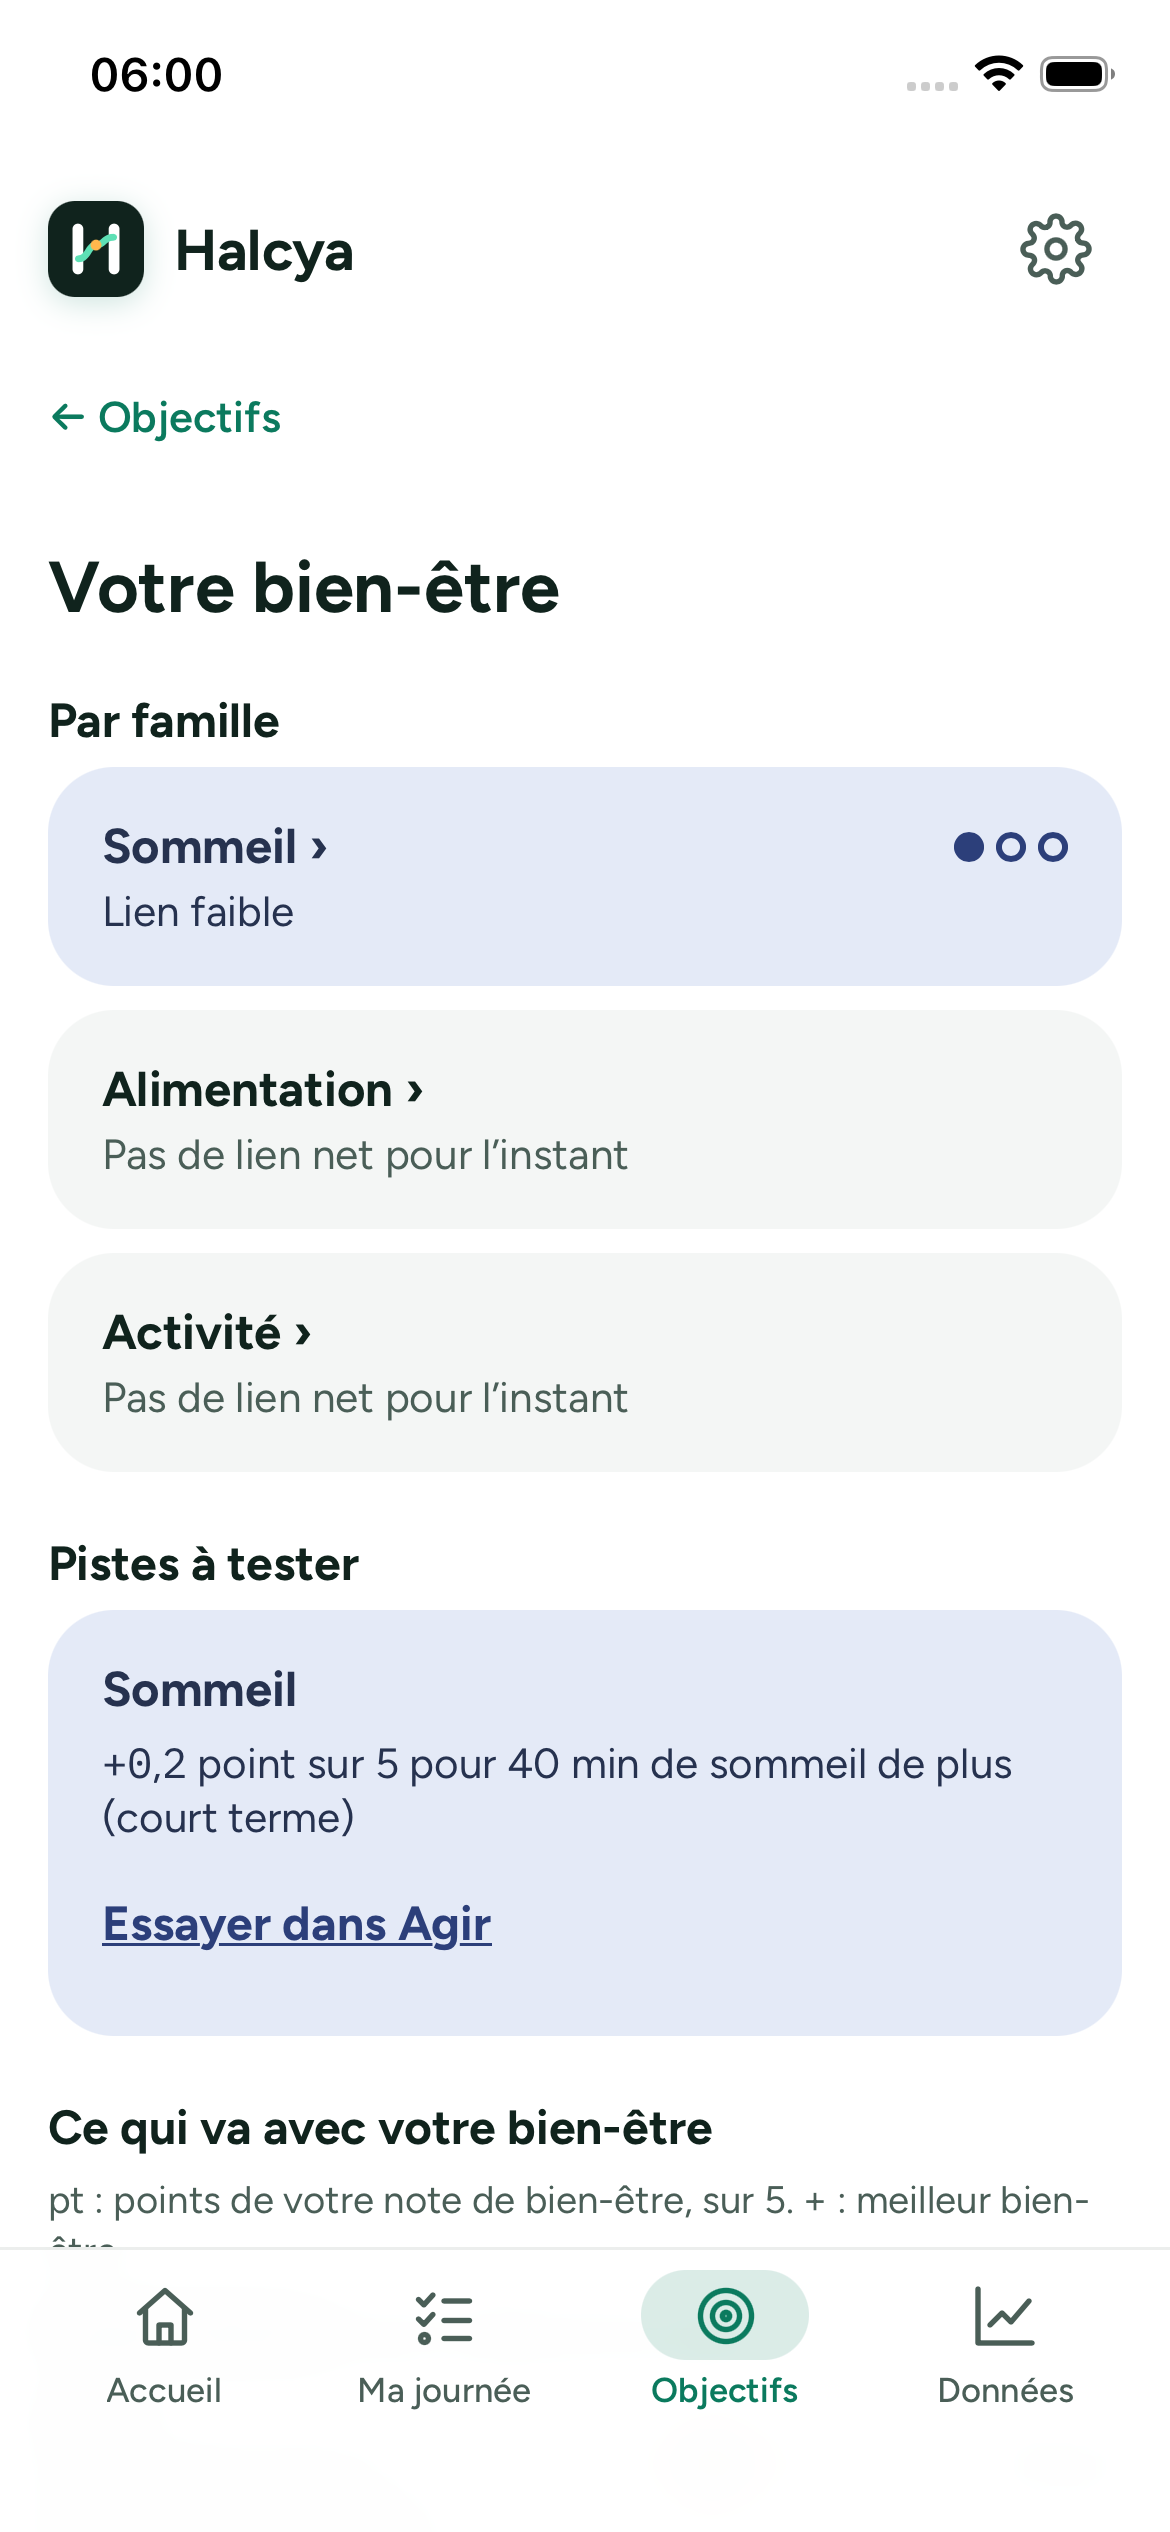 06:00
Halcya
← Objectifs
Votre bien-être
Par famille
Sommeil ›
Lien faible
Alimentation ›
Pas de lien net pour l’instant
Activité ›
Pas de lien net pour l’instant
Pistes à tester
Sommeil
+0,2 point sur 5 pour 40 min de sommeil de plus
(court terme)
Essayer dans Agir
Ce qui va avec votre bien-être
pt : points de votre note de bien-être, sur 5. + : meilleur bien-
Accueil
Ma journée
Objectifs
Données